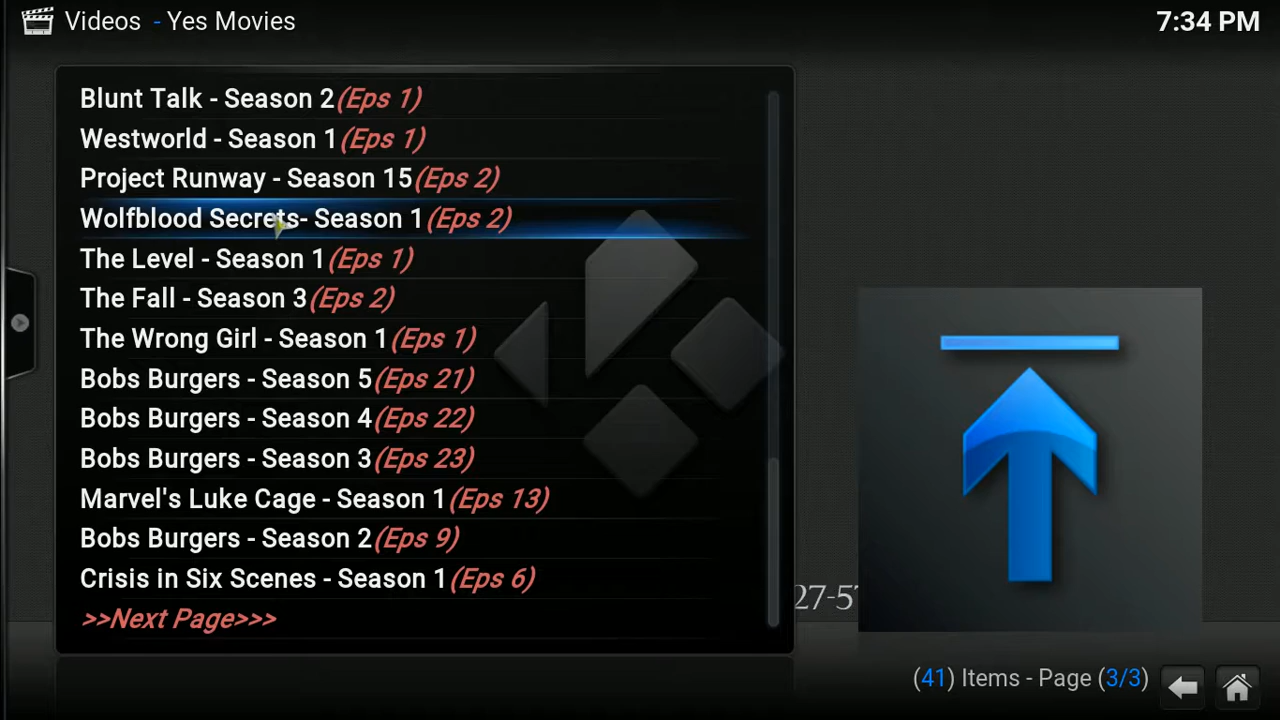 Videos - Yes Movies
7:34 PM
Blunt Talk - Season 2(Eps 1)
Westworld - Season 1(Eps 1)
Project Runway - Season 15(Eps 2)
Wolfblood Secrets- Season 1(Eps 2)
The Level - Season 1(Eps 1)
The Fall - Season 3(Eps 2)
The Wrong Girl - Season 1(Eps 1)
Bobs Burgers - Season 5(Eps 21)
Bobs Burgers - Season 4(Eps 22)
Bobs Burgers - Season 3(Eps 23)
Marvel's Luke Cage - Season 1(Eps 13)
Bobs Burgers - Season 2(Eps 9)
Crisis in Six Scenes - Season 1(Eps 6)
>>Next Page>>>
(41) Items - Page (3/3)